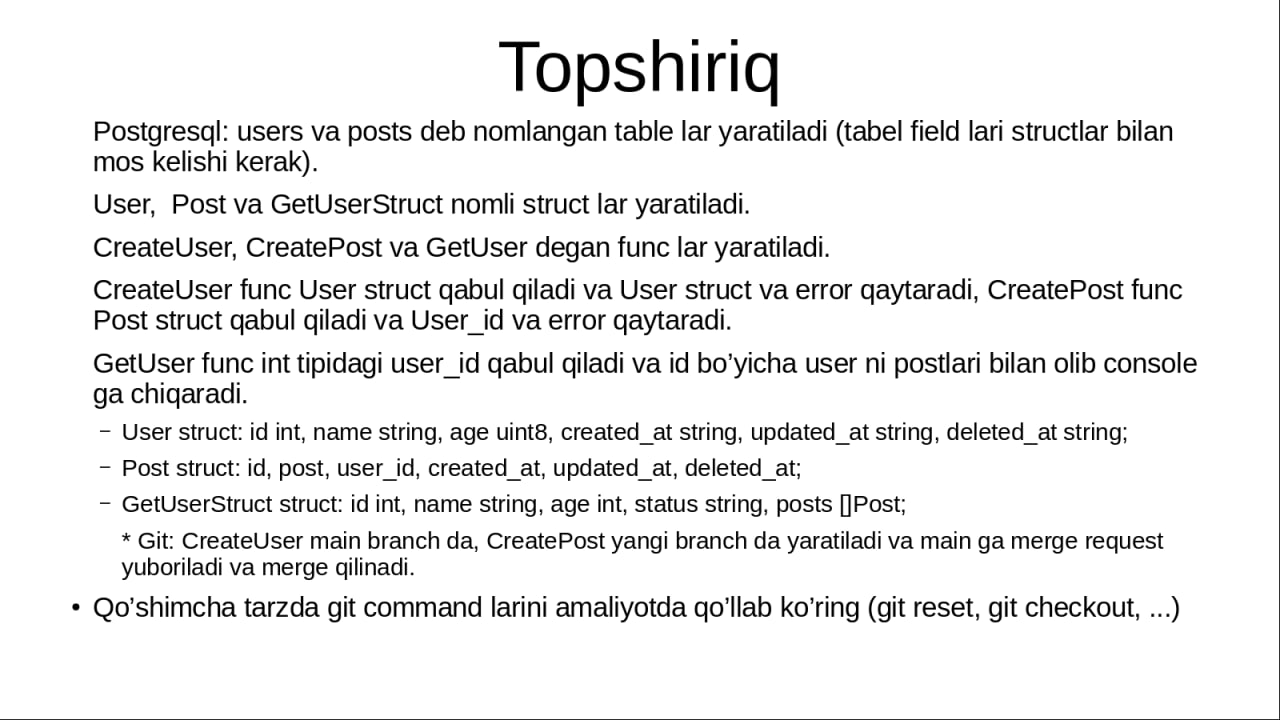 Topshiriq
Postgresql: users va posts deb nomlangan table lar yaratiladi (tabel field lari structlar bilan
mos kelishi kerak).
User,  Post va GetUserStruct nomli struct lar yaratiladi.
CreateUser, CreatePost va GetUser degan func lar yaratiladi.
CreateUser func User struct qabul qiladi va User struct va error qaytaradi, CreatePost func
Post struct qabul qiladi va User_id va error qaytaradi.
GetUser func int tipidagi user_id qabul qiladi va id bo’yicha user ni postlari bilan olib console
ga chiqaradi.
– User struct: id int, name string, age uint8, created_at string, updated_at string, deleted_at string;
– Post struct: id, post, user_id, created_at, updated_at, deleted_at;
– GetUserStruct struct: id int, name string, age int, status string, posts []Post;
* Git: CreateUser main branch da, CreatePost yangi branch da yaratiladi va main ga merge request
yuboriladi va merge qilinadi.
• Qo’shimcha tarzda git command larini amaliyotda qo’llab ko’ring (git reset, git checkout, ...)